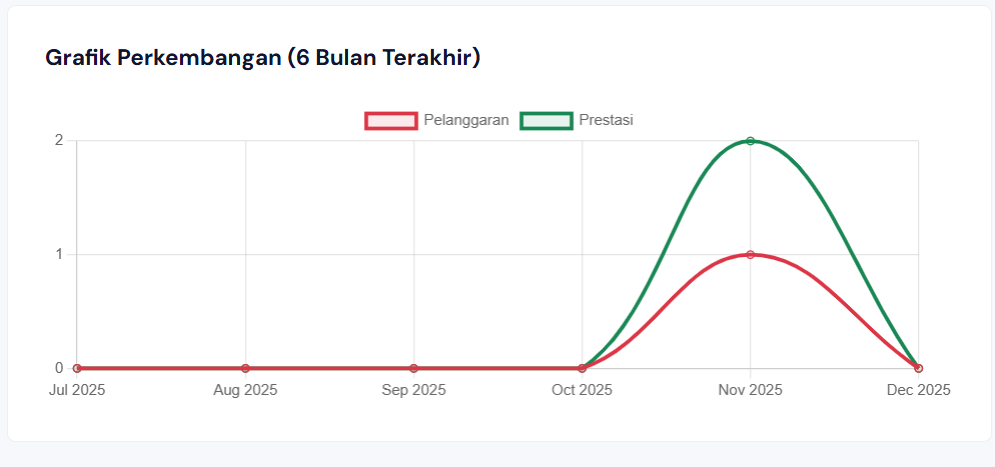 Grafik Perkembangan (6 Bulan Terakhir)
Pelanggaran Prestasi
2
1
0
Jul 2025 Aug 2025 Sep 2025 Oct 2025 Nov 2025 Dec 2025